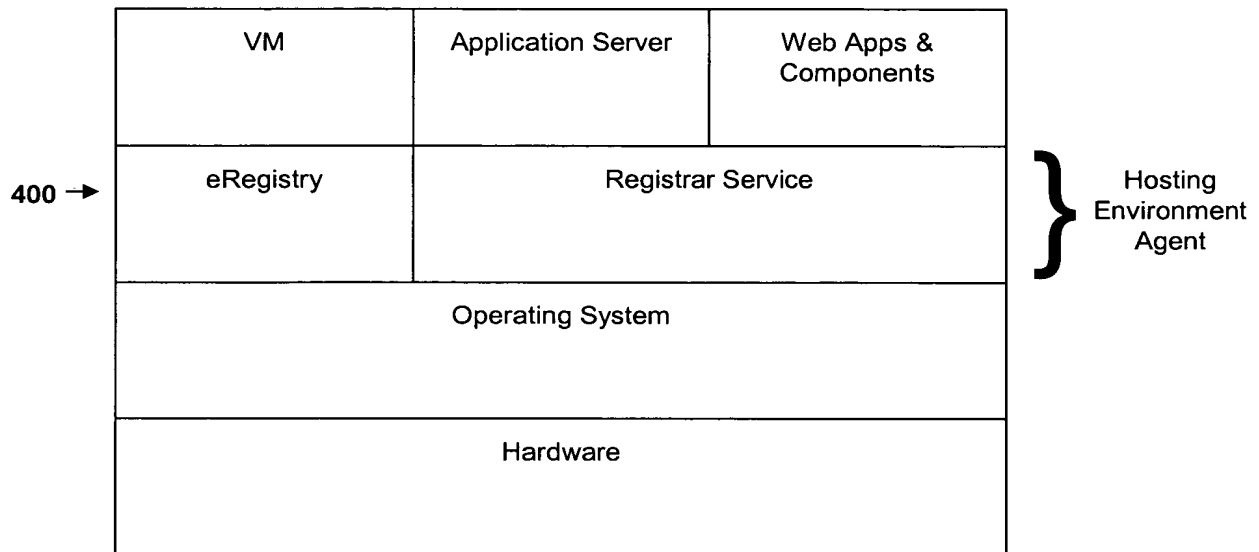 VM
Application Server
Web Apps &
Components
400
eRegistry
Registrar Service
Hosting
Environment
Agent
Operating System
Hardware